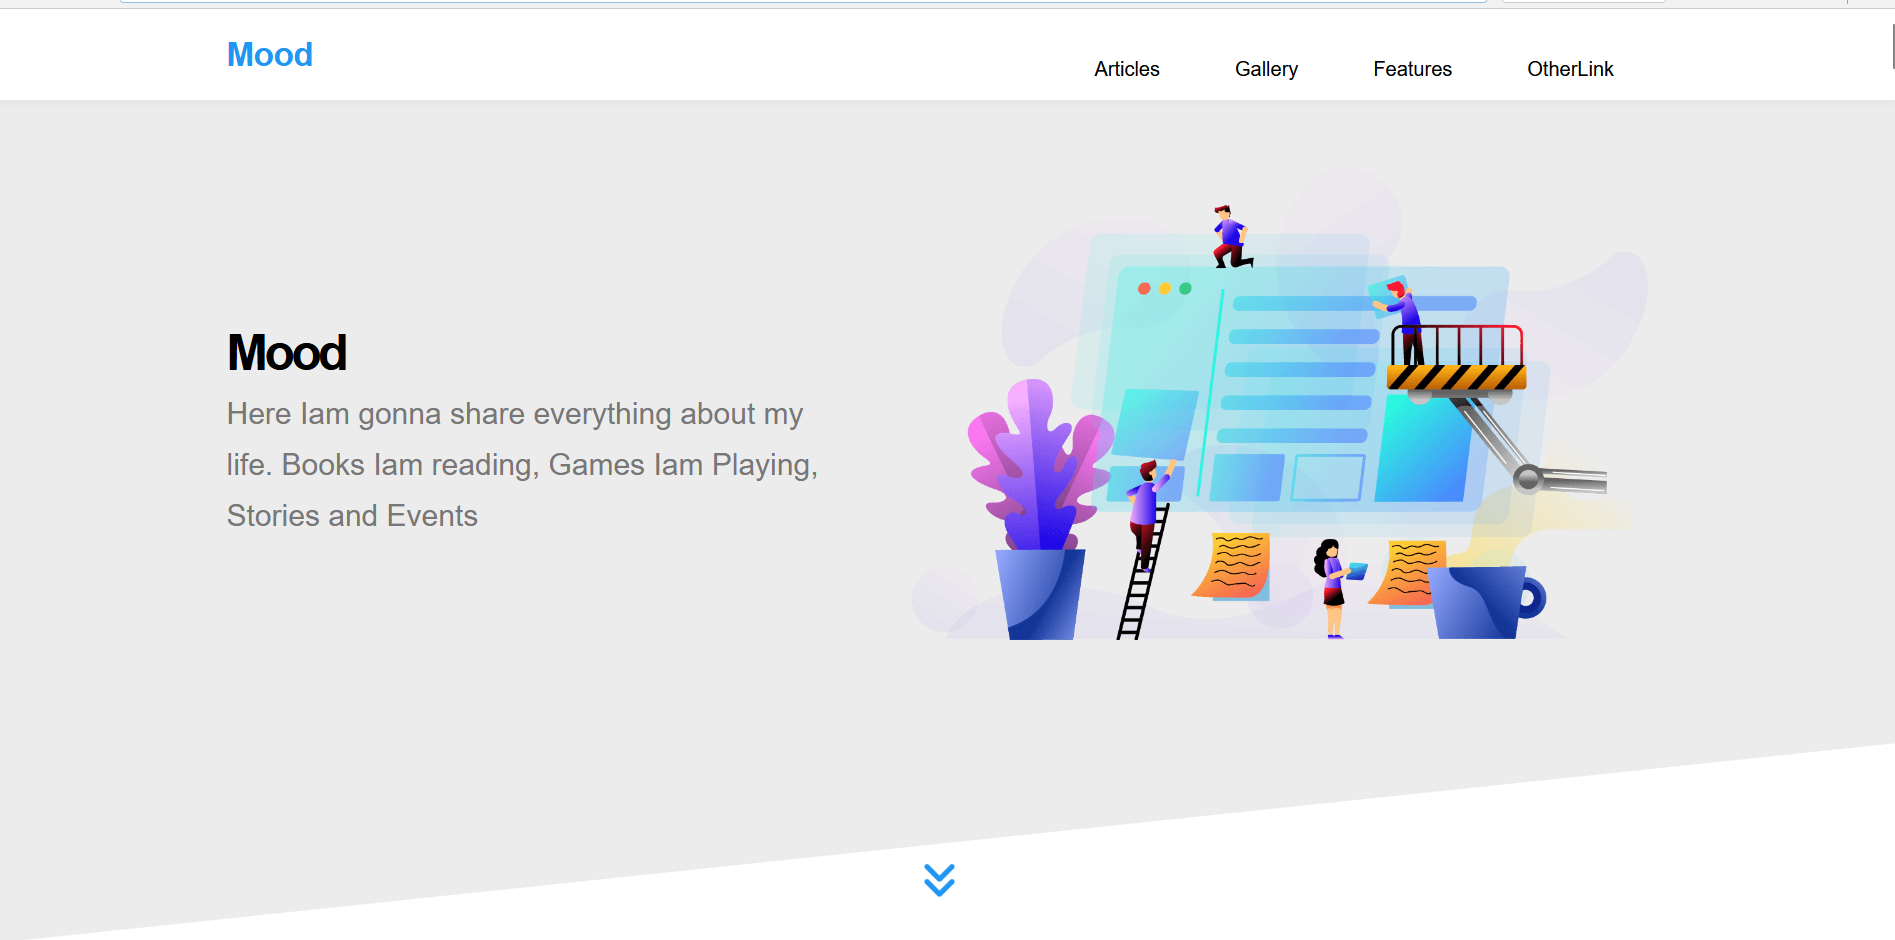 Mood
Articles Gallery Features OtherLink
Mood
Here Iam gonna share everything about my
life. Books Iam reading, Games Iam Playing,
Stories and Events